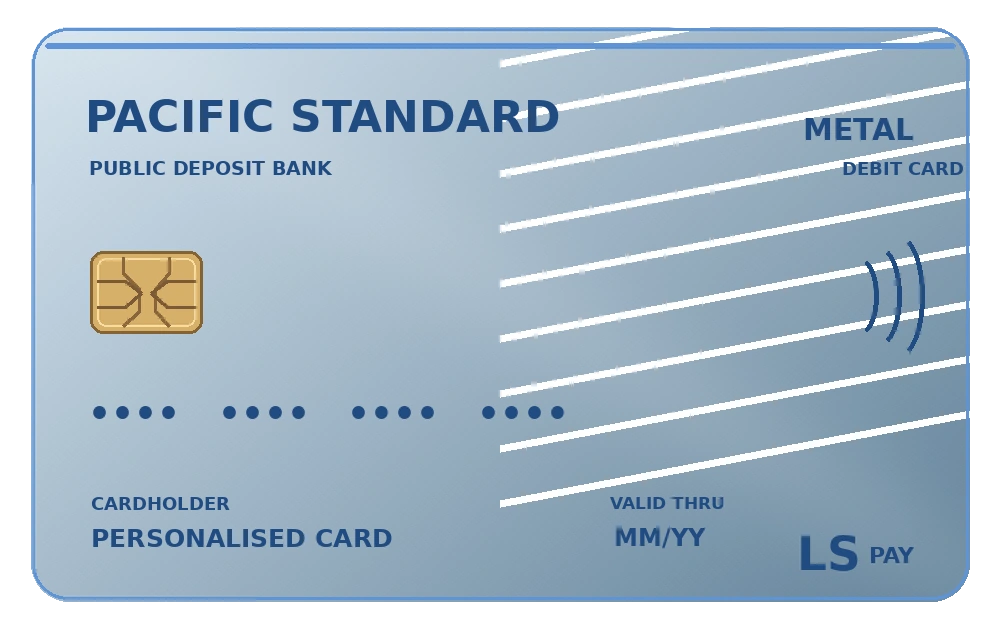 PACIFIC STANDARD
METAL
PUBLIC DEPOSIT BANK
DEBIT CARD
•••• •••• •••• ••••
CARDHOLDER
VALID THRU
PERSONALISED CARD
MM/YY
LS PAY